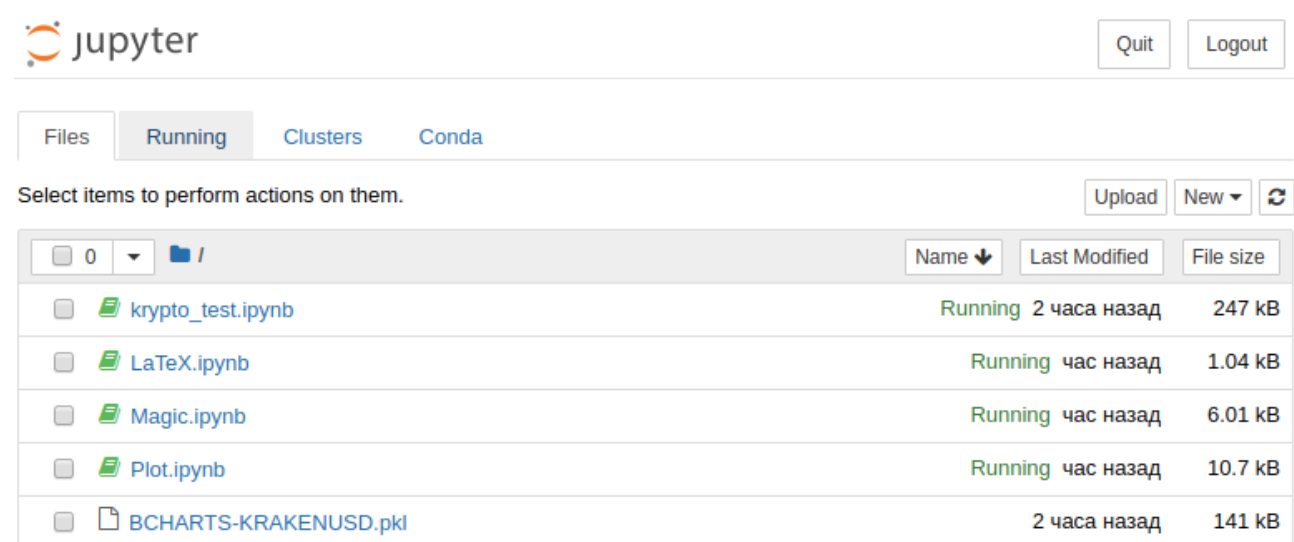 jupyter Quit Logout
Files Running Clusters Conda
Select items to perform actions on them. Upload New
0 / Name Last Modified File size
krypto_test.ipynb Running 2 часа назад 247 kB
LaTeX.ipynb Running час назад 1.04 kB
Magic.ipynb Running час назад 6.01 kB
Plot.ipynb Running час назад 10.7 kB
BCHARTS-KRAKENUSD.pkl 2 часа назад 141 kB